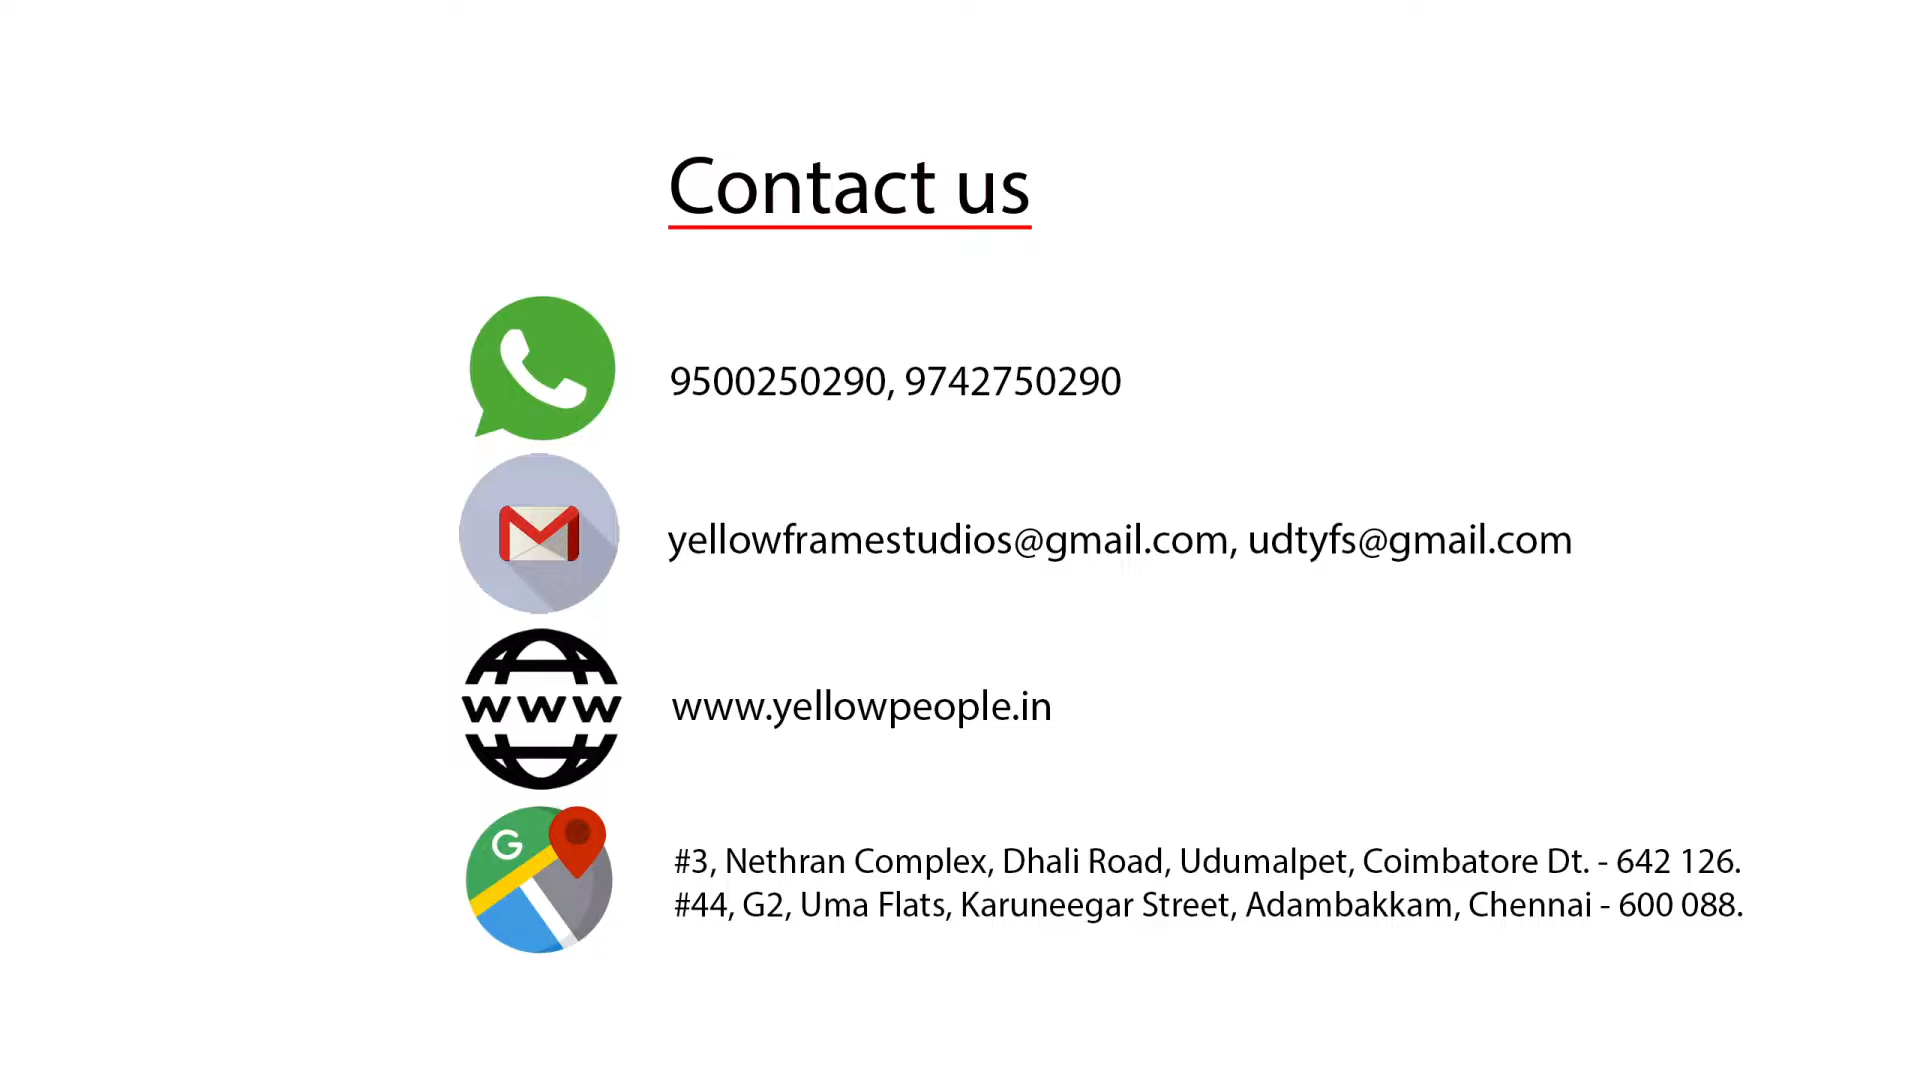 Contact us
9500250290, 9742750290
yellowframestudios@gmail.com, udtyfs@gmail.com
www
www.yellowpeople.in
G
#3, Nethran Complex, Dhali Road, Udumalpet, Coimbatore Dt. - 642 126.
#44, G2, Uma Flats, Karuneegar Street, Adambakkam, Chennai - 600 088.